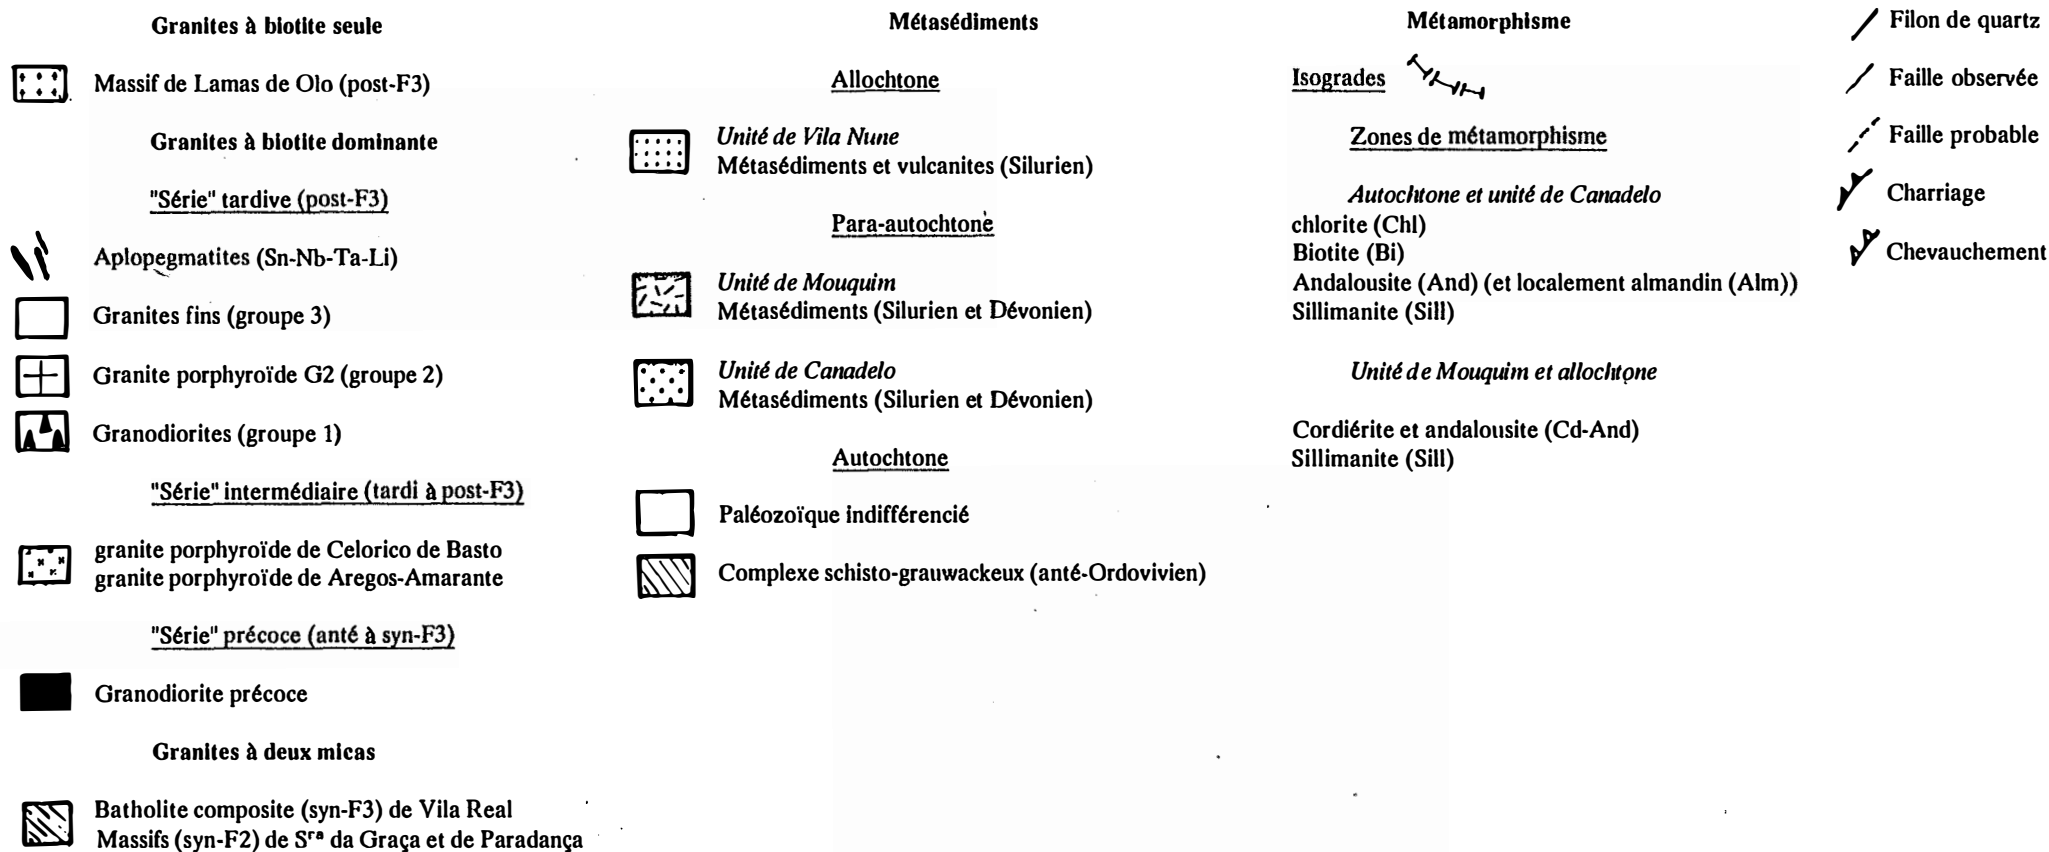 Granites à biotite seule
Massif de Lamas de Olo (post-F3)
Granites à biotite dominante
"Série" tardive (post-F3)
Aplopegmatites (Sn-Nb-Ta-Li)
Granites fins (groupe 3)
Granite porphyroïde G2 (groupe 2)
Granodiorites (groupe 1)
"Série" intermédiaire (tardi à post-F3)
granite porphyroïde de Celorico de Basto
granite porphyroïde de Aregos-Amarante
"Série" précoce (anté à syn-F3)
Granodiorite précoce
Granites à deux micas
Batholite composite (syn-F3) de Vila Real
Massifs (syn-F2) de Sra da Graça et de Paradança
Métasédiments
Allochtone
Unité de Vila Nune
Métasédiments et vulcanites (Silurien)
Para-autochtone
Unité de Mouquim
Métasédiments (Silurien et Dévonien)
Unité de Canadelo
Métasédiments (Silurien et Dévonien)
Autochtone
Paléozoïque indifférencié
Complexe schisto-grauwackeux (anté-Ordovivien)
Métamorphisme
Isogrades
Zones de métamorphisme
Autochtone et unité de Canadelo
chlorite (Chl)
Biotite (Bi)
Andalousite (And) (et localement almandin (Alm))
Sillimanite (Sill)
Unité de Mouquim et allochtone
Cordiérite et andalousite (Cd-And)
Sillimanite (Sill)
Filon de quartz
Faille observée
Faille probable
Charriage
Chevauchement